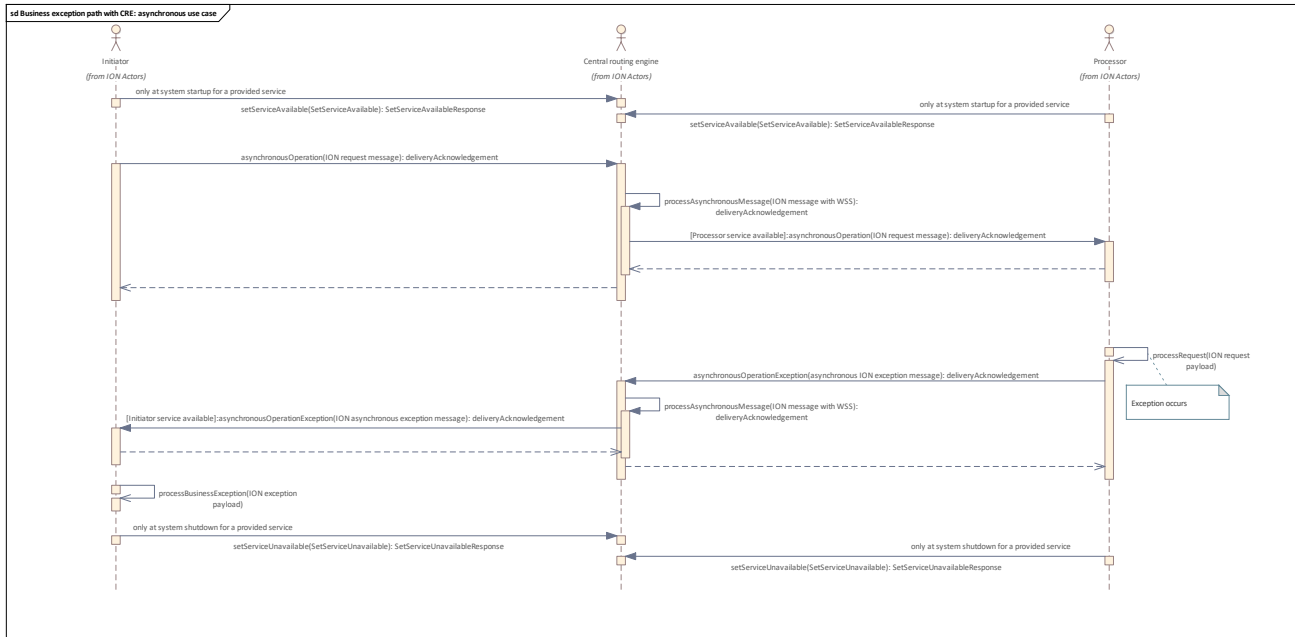 sd Business exception path with CRE: asynchronous use case
Initiator
(from ION Actors)
Central routing engine
(from ION Actors)
Processor
(from ION Actors)
only at system startup for a provided service
setServiceAvailable(SetServiceAvailable): SetServiceAvailableResponse
only at system startup for a provided service
setServiceAvailable(SetServiceAvailable): SetServiceAvailableResponse
asynchronousOperation(ION request message): deliveryAcknowledgement
processAsynchronousMessage(ION message with WSS):
deliveryAcknowledgement
[Processor service available]:asynchronousOperation(ION request message): deliveryAcknowledgement
processRequest(ION request
payload)
asynchronousOperationException(asynchronous ION exception message): deliveryAcknowledgement
Exception occurs
processAsynchronousMessage(ION message with WSS):
deliveryAcknowledgement
[Initiator service available]:asynchronousOperationException(ION asynchronous exception message): deliveryAcknowledgement
processBusinessException(ION exception
payload)
only at system shutdown for a provided service
setServiceUnavailable(SetServiceUnavailable): SetServiceUnavailableResponse
only at system shutdown for a provided service
setServiceUnavailable(SetServiceUnavailable): SetServiceUnavailableResponse